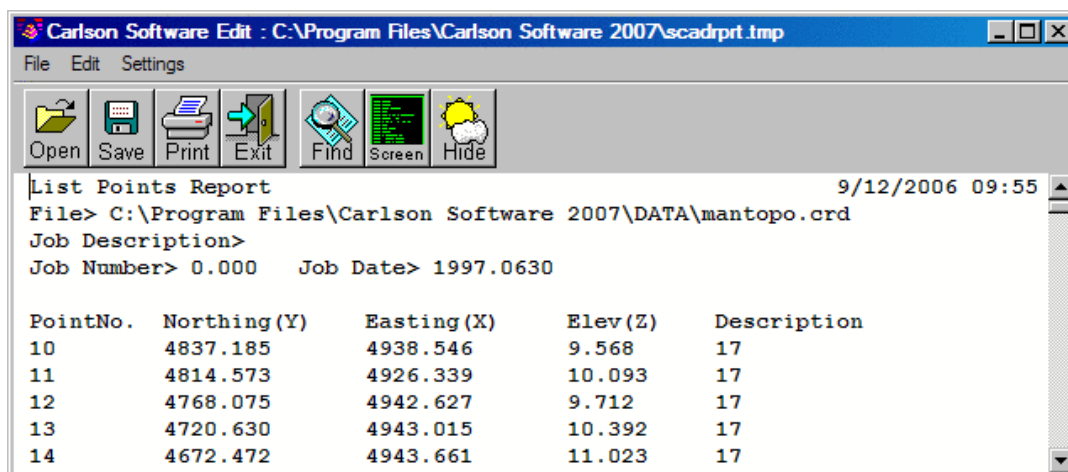 Carlson Software Edit : C:\Program Files\Carlson Software 2007\scadrprt.tmp
File Edit Settings
Open Save Print Exit Find Screen Hide
List Points Report 9/12/2006 09:55
File> C:\Program Files\Carlson Software 2007\DATA\mantopo.crd
Job Description>
Job Number> 0.000 Job Date> 1997.0630
PointNo. Northing(Y) Easting(X) Elev(Z) Description
10 4837.185 4938.546 9.568 17
11 4814.573 4926.339 10.093 17
12 4768.075 4942.627 9.712 17
13 4720.630 4943.015 10.392 17
14 4672.472 4943.661 11.023 17